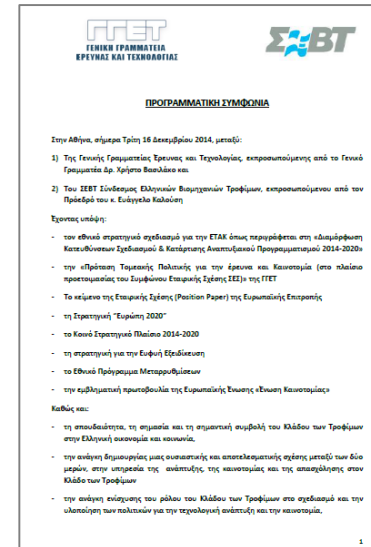 ΓΓΕΤ
ΓΕΝΙΚΗ ΓΡΑΜΜΑΤΕΙΑ
ΕΡΕΥΝΑΣ ΚΑΙ ΤΕΧΝΟΛΟΓΙΑΣ
ΣΕΒΤ
ΠΡΟΓΡΑΜΜΑΤΙΚΗ ΣΥΜΦΩΝΙΑ
Στην Αθήνα, σήμερα Τρίτη 16 Δεκεμβρίου 2014, μεταξύ:
1) Της Γενικής Γραμματείας Έρευνας και Τεχνολογίας, εκπροσωπούμενης από το Γενικό
Γραμματέα Δρ. Χρήστο Βασιλάκο και
2) Του ΣΕΒΤ Σύνδεσμος Ελληνικών Βιομηχανιών Τροφίμων, εκπροσωπουμένου από τον
Πρόεδρό του κ. Ευάγγελο Καλούση
Έχοντας υπόψη:
- τον εθνικό στρατηγικό σχεδιασμό για την ΕΤΑΚ όπως περιγράφεται στη «Διαμόρφωση
Κατευθύνσεων Σχεδιασμού & Κατάρτισης Αναπτυξιακού Προγραμματισμού 2014-2020»
- την «Πρόταση Τομεακής Πολιτικής για την έρευνα και Καινοτομία (στο πλαίσιο
προετοιμασίας του Συμφώνου Εταιρικής Σχέσης ΣΕΣ)» της ΓΓΕΤ
- Το κείμενο της Εταιρικής Σχέσης (Position Paper) της Ευρωπαϊκής Επιτροπής
- τη Στρατηγική "Ευρώπη 2020"
- το Κοινό Στρατηγικό Πλαίσιο 2014-2020
- τη στρατηγική για την Ευφυή Εξειδίκευση
- το Εθνικό Πρόγραμμα Μεταρρυθμίσεων
- την εμβληματική πρωτοβουλία της Ευρωπαϊκής Ένωσης «Ένωση Καινοτομίας»
Καθώς και:
- τη σπουδαιότητα, τη σημασία και τη σημαντική συμβολή του Κλάδου των Τροφίμων
στην Ελληνική οικονομία και κοινωνία,
- την ανάγκη δημιουργίας μιας ουσιαστικής και αποτελεσματικής σχέσης μεταξύ των δύο
μερών, στην υπηρεσία της ανάπτυξης, της καινοτομίας και της απασχόλησης στον
Κλάδο των Τροφίμων
- την ανάγκη ενίσχυσης του ρόλου του Κλάδου των Τροφίμων στο σχεδιασμό και την
υλοποίηση των πολιτικών για την τεχνολογική ανάπτυξη και την καινοτομία,
1